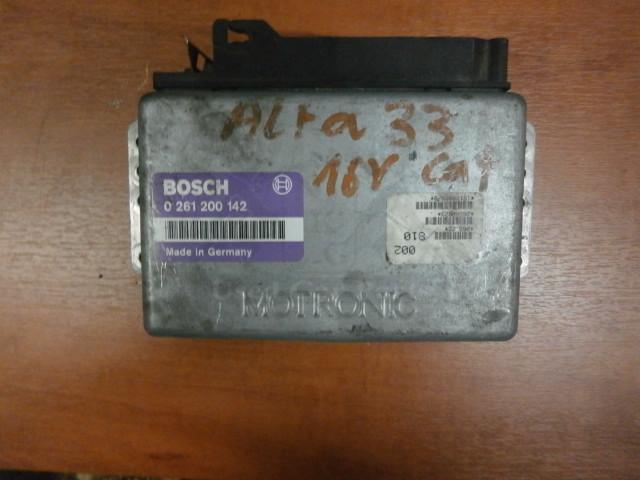 Alfa 33
16V Cat
BOSCH
0 261 200 142
Made in Germany
002
810
MOTRONIC